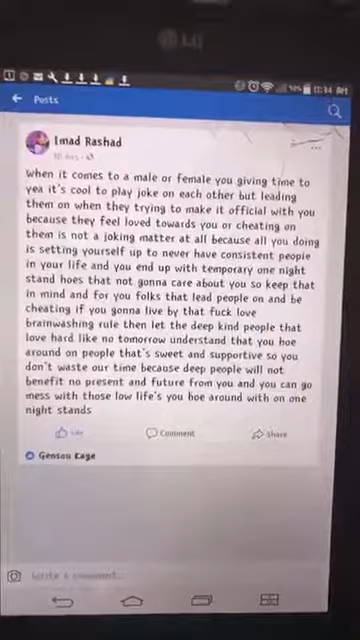 LG
11:34 AM
Posts
Imad Rashad
10 hrs
When it comes to a male or female you giving time to
yea it's cool to play joke on each other but leading
them on when they trying to make it official with you
because they feel loved towards you or cheating on
them is not a joking matter at all because all you doing
is setting yourself up to never have consistent people
in your life and you end up with temporary one night
stand hoes that not gonna care about you so keep that
in mind and for you folks that lead people on and be
cheating if you gonna live by that fuck love
brainwashing rule then let the deep kind people that
love hard like no tomorrow understand that you hoe
around on people that's sweet and supportive so you
don't waste our time because deep people will not
benefit no present and future from you and you can go
mess with those low life's you hoe around with on one
night stands
Like Comment Share
Gensou Kage
Write a comment...